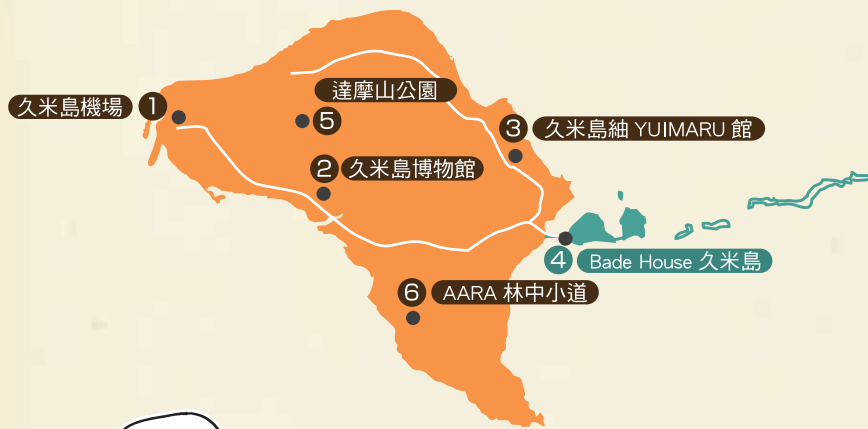 久米島機場 1
達摩山公園
5
3 久米島紬 YUIMARU 館
2 久米島博物館
4 Bade House 久米島
6 AARA 林中小道